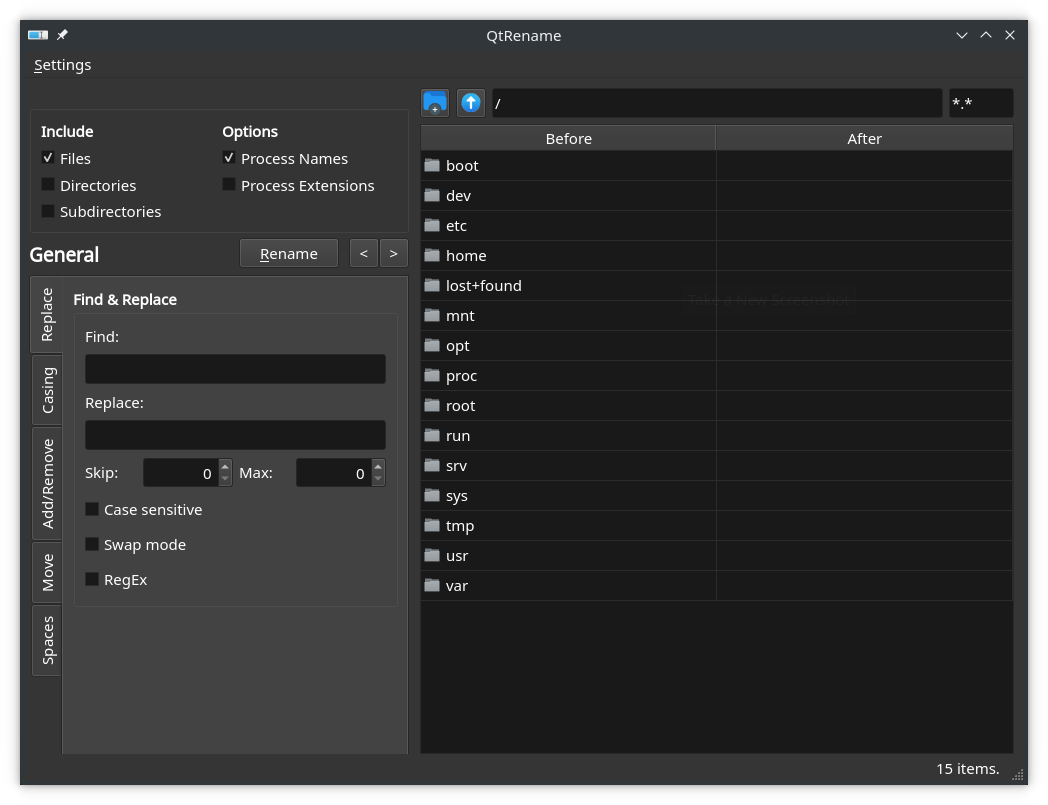 QtRename
Settings
Include
Options
Files
Process Names
Directories
Process Extensions
Subdirectories
General
Rename
<
>
Replace
Casing
Add/Remove
Move
Spaces
Find & Replace
Find:
Replace:
Skip:
0
Max:
0
Case sensitive
Swap mode
RegEx
/
*.*
Before
After
boot
dev
etc
home
lost+found
mnt
opt
proc
root
run
srv
sys
tmp
usr
var
Take a New Screenshot
15 items.